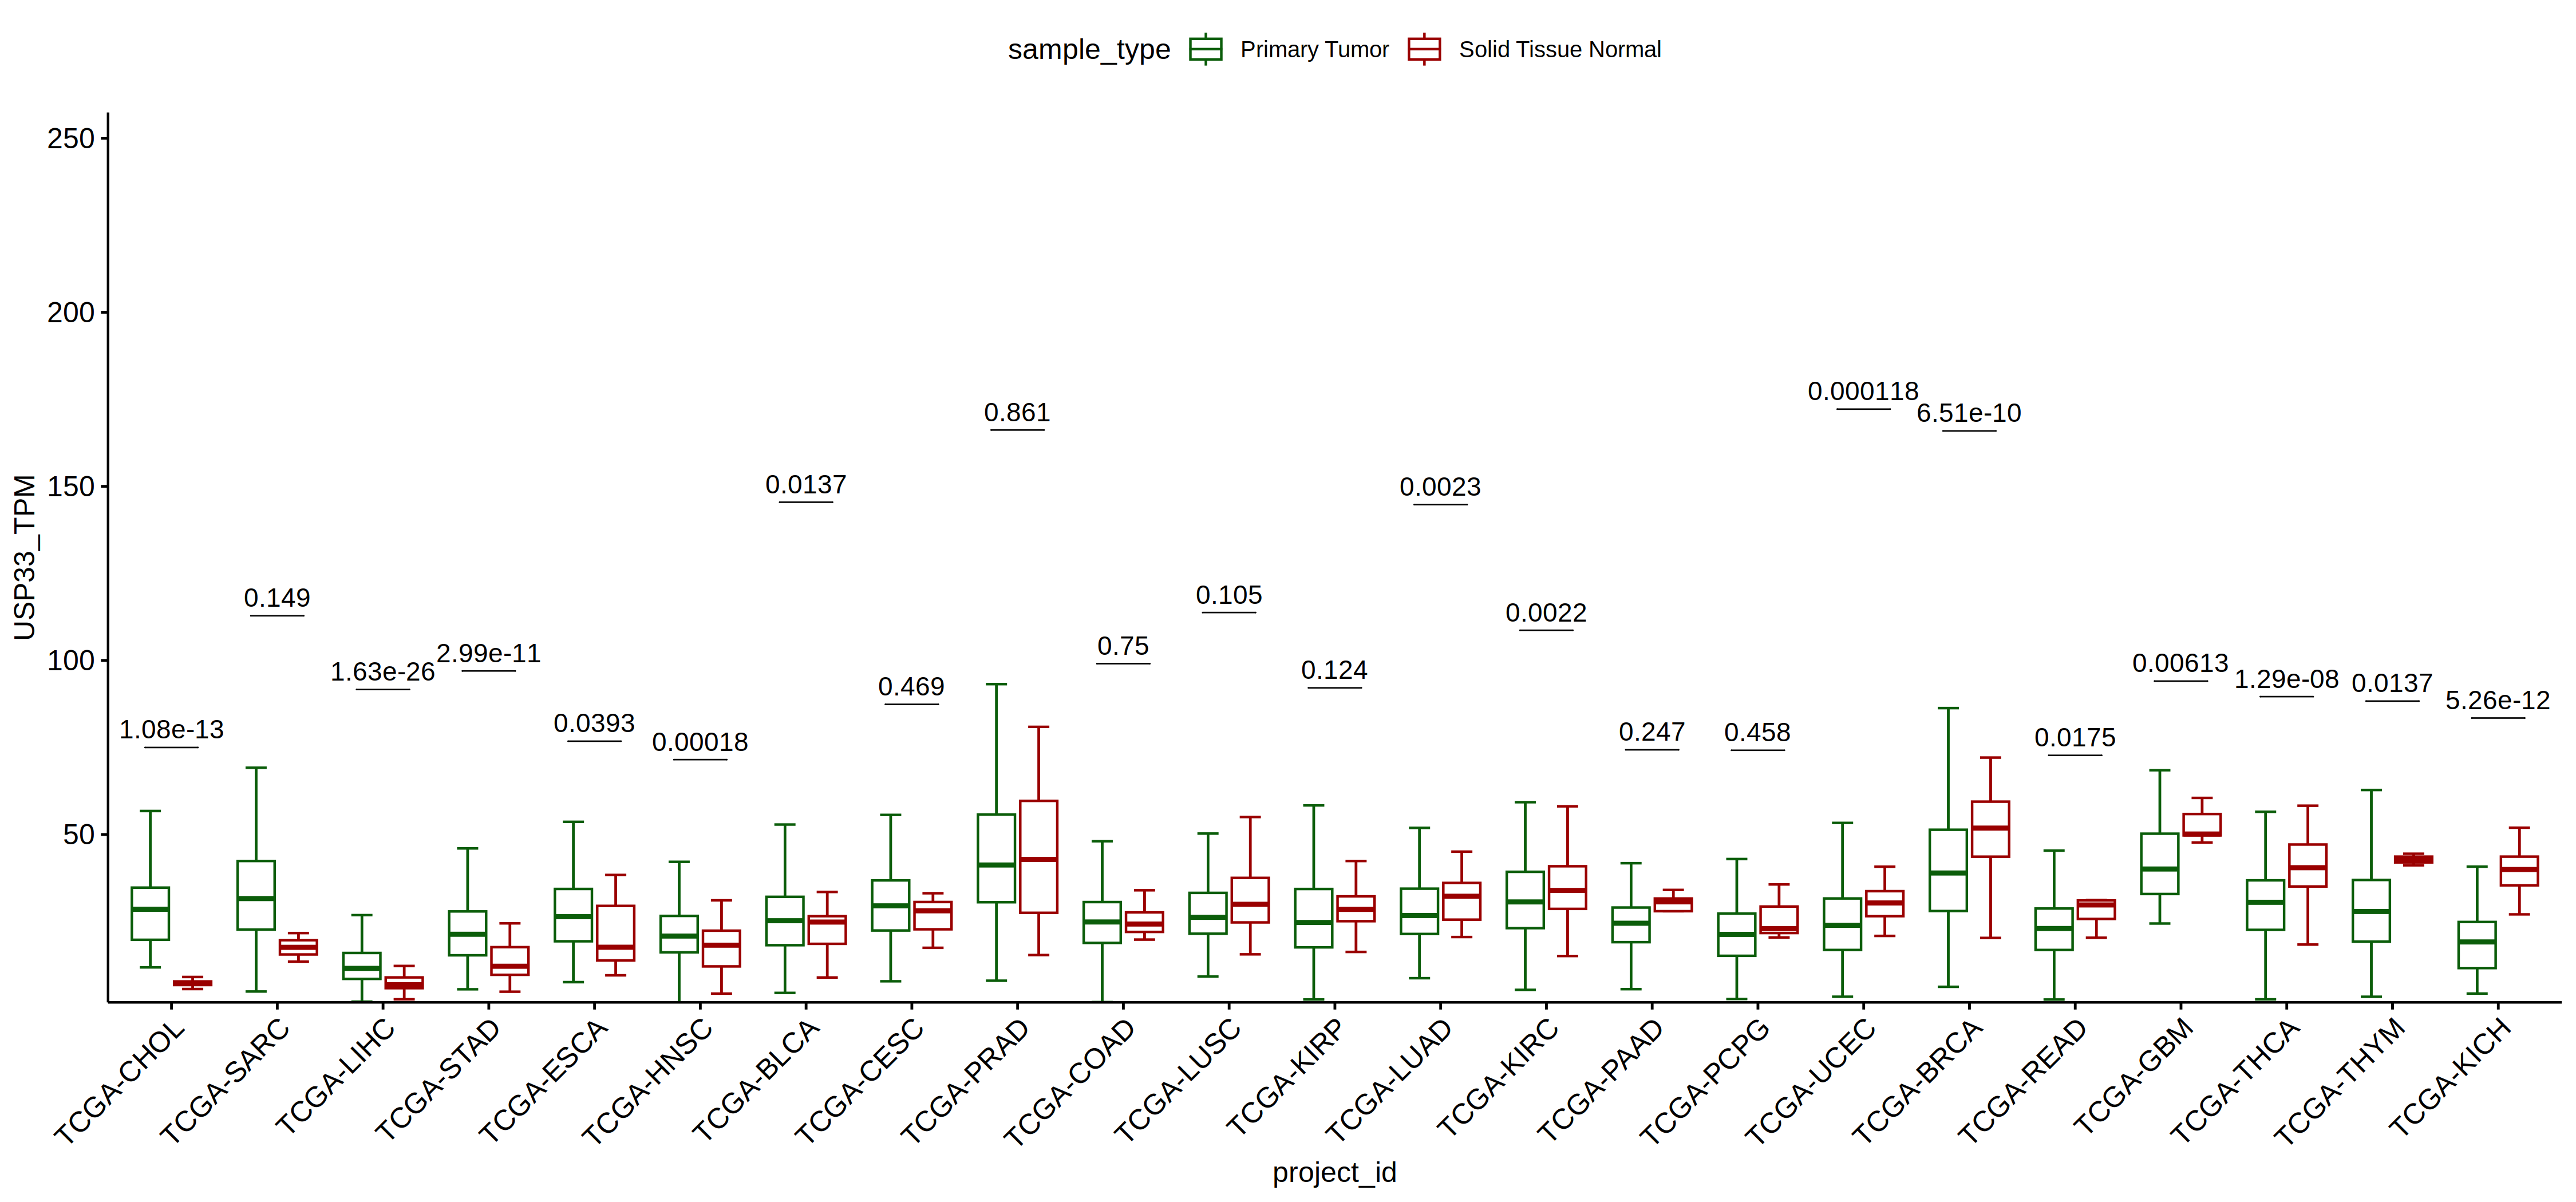 sample_type Primary Tumor Solid Tissue Normal
USP33_TPM
250
200
150
100
50
1.08e-13
0.149
1.63e-26
2.99e-11
0.0393
0.00018
0.0137
0.469
0.861
0.75
0.105
0.124
0.0023
0.0022
0.247
0.458
0.000118
6.51e-10
0.0175
0.00613
1.29e-08
0.0137
5.26e-12
TCGA-CHOL
TCGA-SARC
TCGA-LIHC
TCGA-STAD
TCGA-ESCA
TCGA-HNSC
TCGA-BLCA
TCGA-CESC
TCGA-PRAD
TCGA-COAD
TCGA-LUSC
TCGA-KIRP
TCGA-LUAD
TCGA-KIRC
TCGA-PAAD
TCGA-PCPG
TCGA-UCEC
TCGA-BRCA
TCGA-READ
TCGA-GBM
TCGA-THCA
TCGA-THYM
TCGA-KICH
project_id